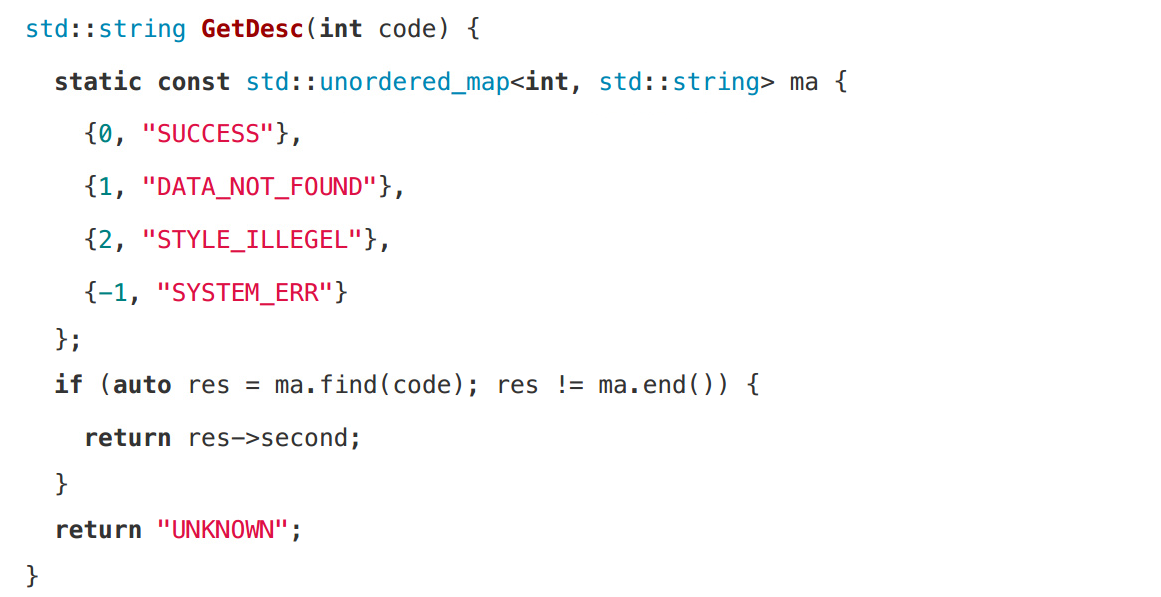 std::string GetDesc(int code) {
  static const std::unordered_map<int, std::string> ma {
    {0, "SUCCESS"},
    {1, "DATA_NOT_FOUND"},
    {2, "STYLE_ILLEGEL"},
    {-1, "SYSTEM_ERR"}
  };
  if (auto res = ma.find(code); res != ma.end()) {
    return res->second;
  }
  return "UNKNOWN";
}